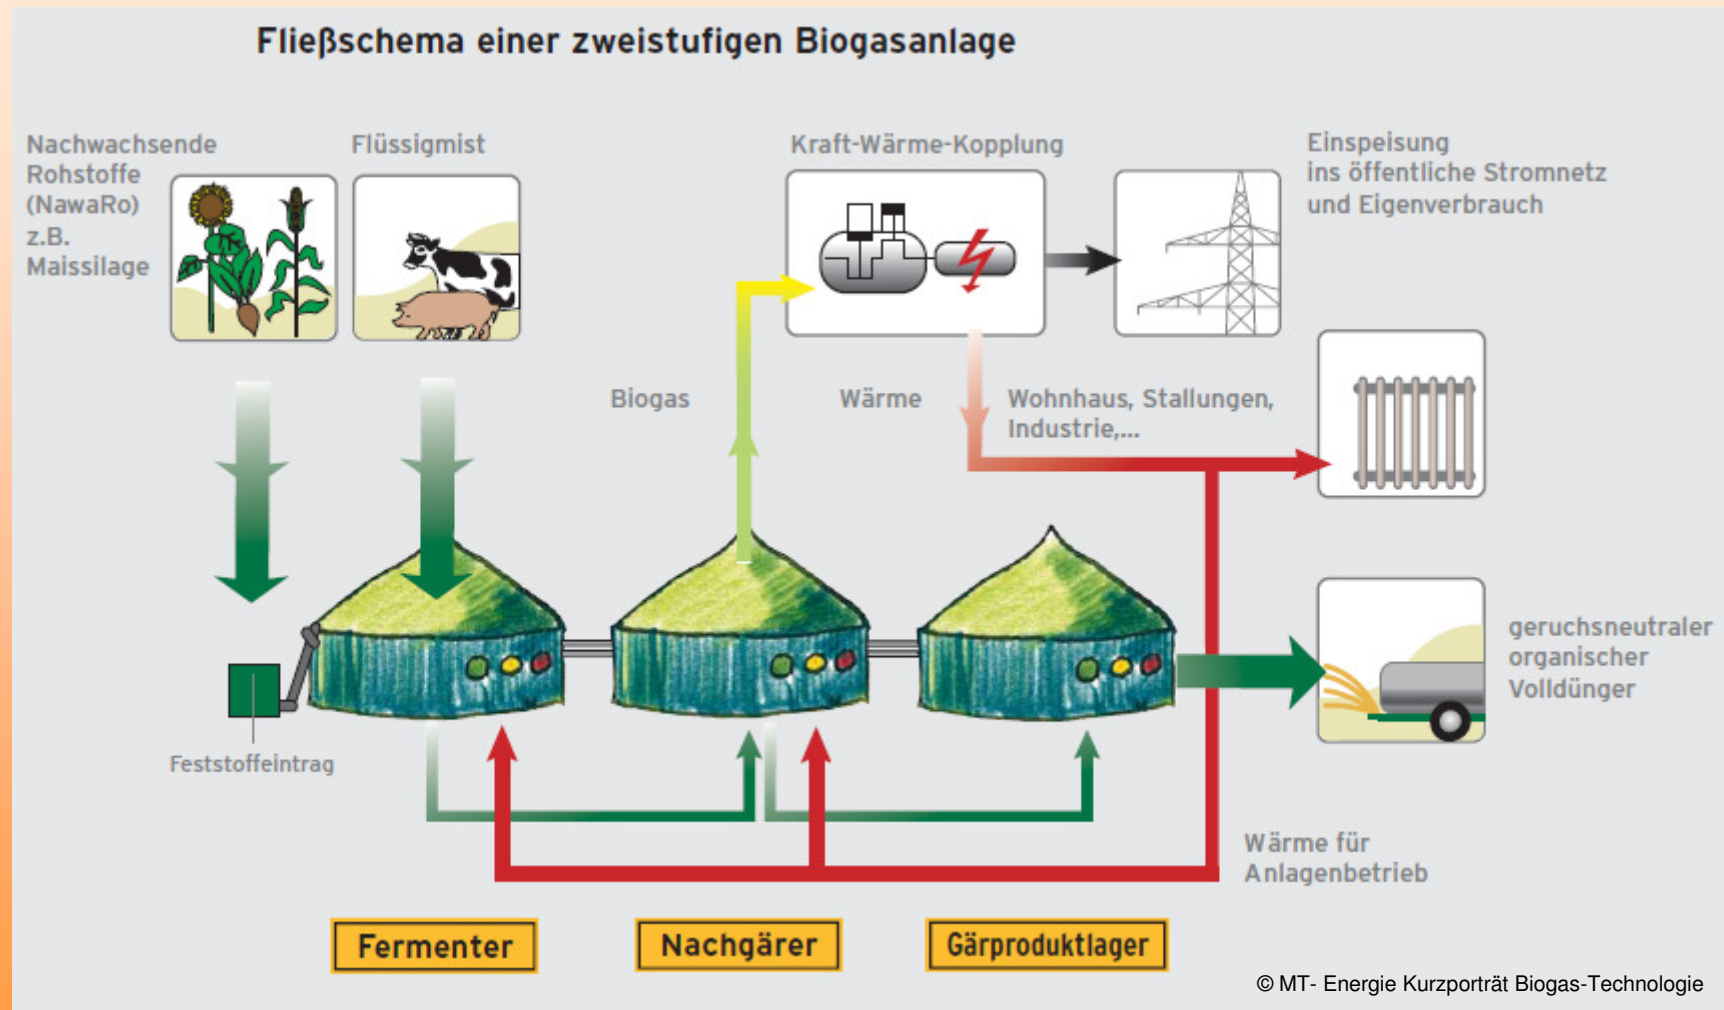 Fließschema einer zweistufigen Biogasanlage
Nachwachsende
Rohstoffe
(NawaRo)
z.B.
Maissilage
Flüssigmist
Kraft-Wärme-Kopplung
Einspeisung
ins öffentliche Stromnetz
und Eigenverbrauch
Biogas
Wärme
Wohnhaus, Stallungen,
Industrie,...
geruchsneutraler
organischer
Volldünger
Feststoffeintrag
Wärme für
Anlagenbetrieb
Fermenter
Nachgärer
Gärproduktlager
© MT- Energie Kurzporträt Biogas-Technologie